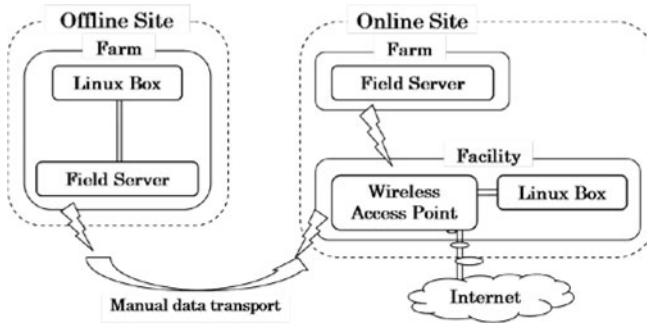 Offline Site
Farm
Linux Box
Field Server
Online Site
Farm
Field Server
Facility
Wireless
Access Point
Linux Box
Internet
Manual data transport